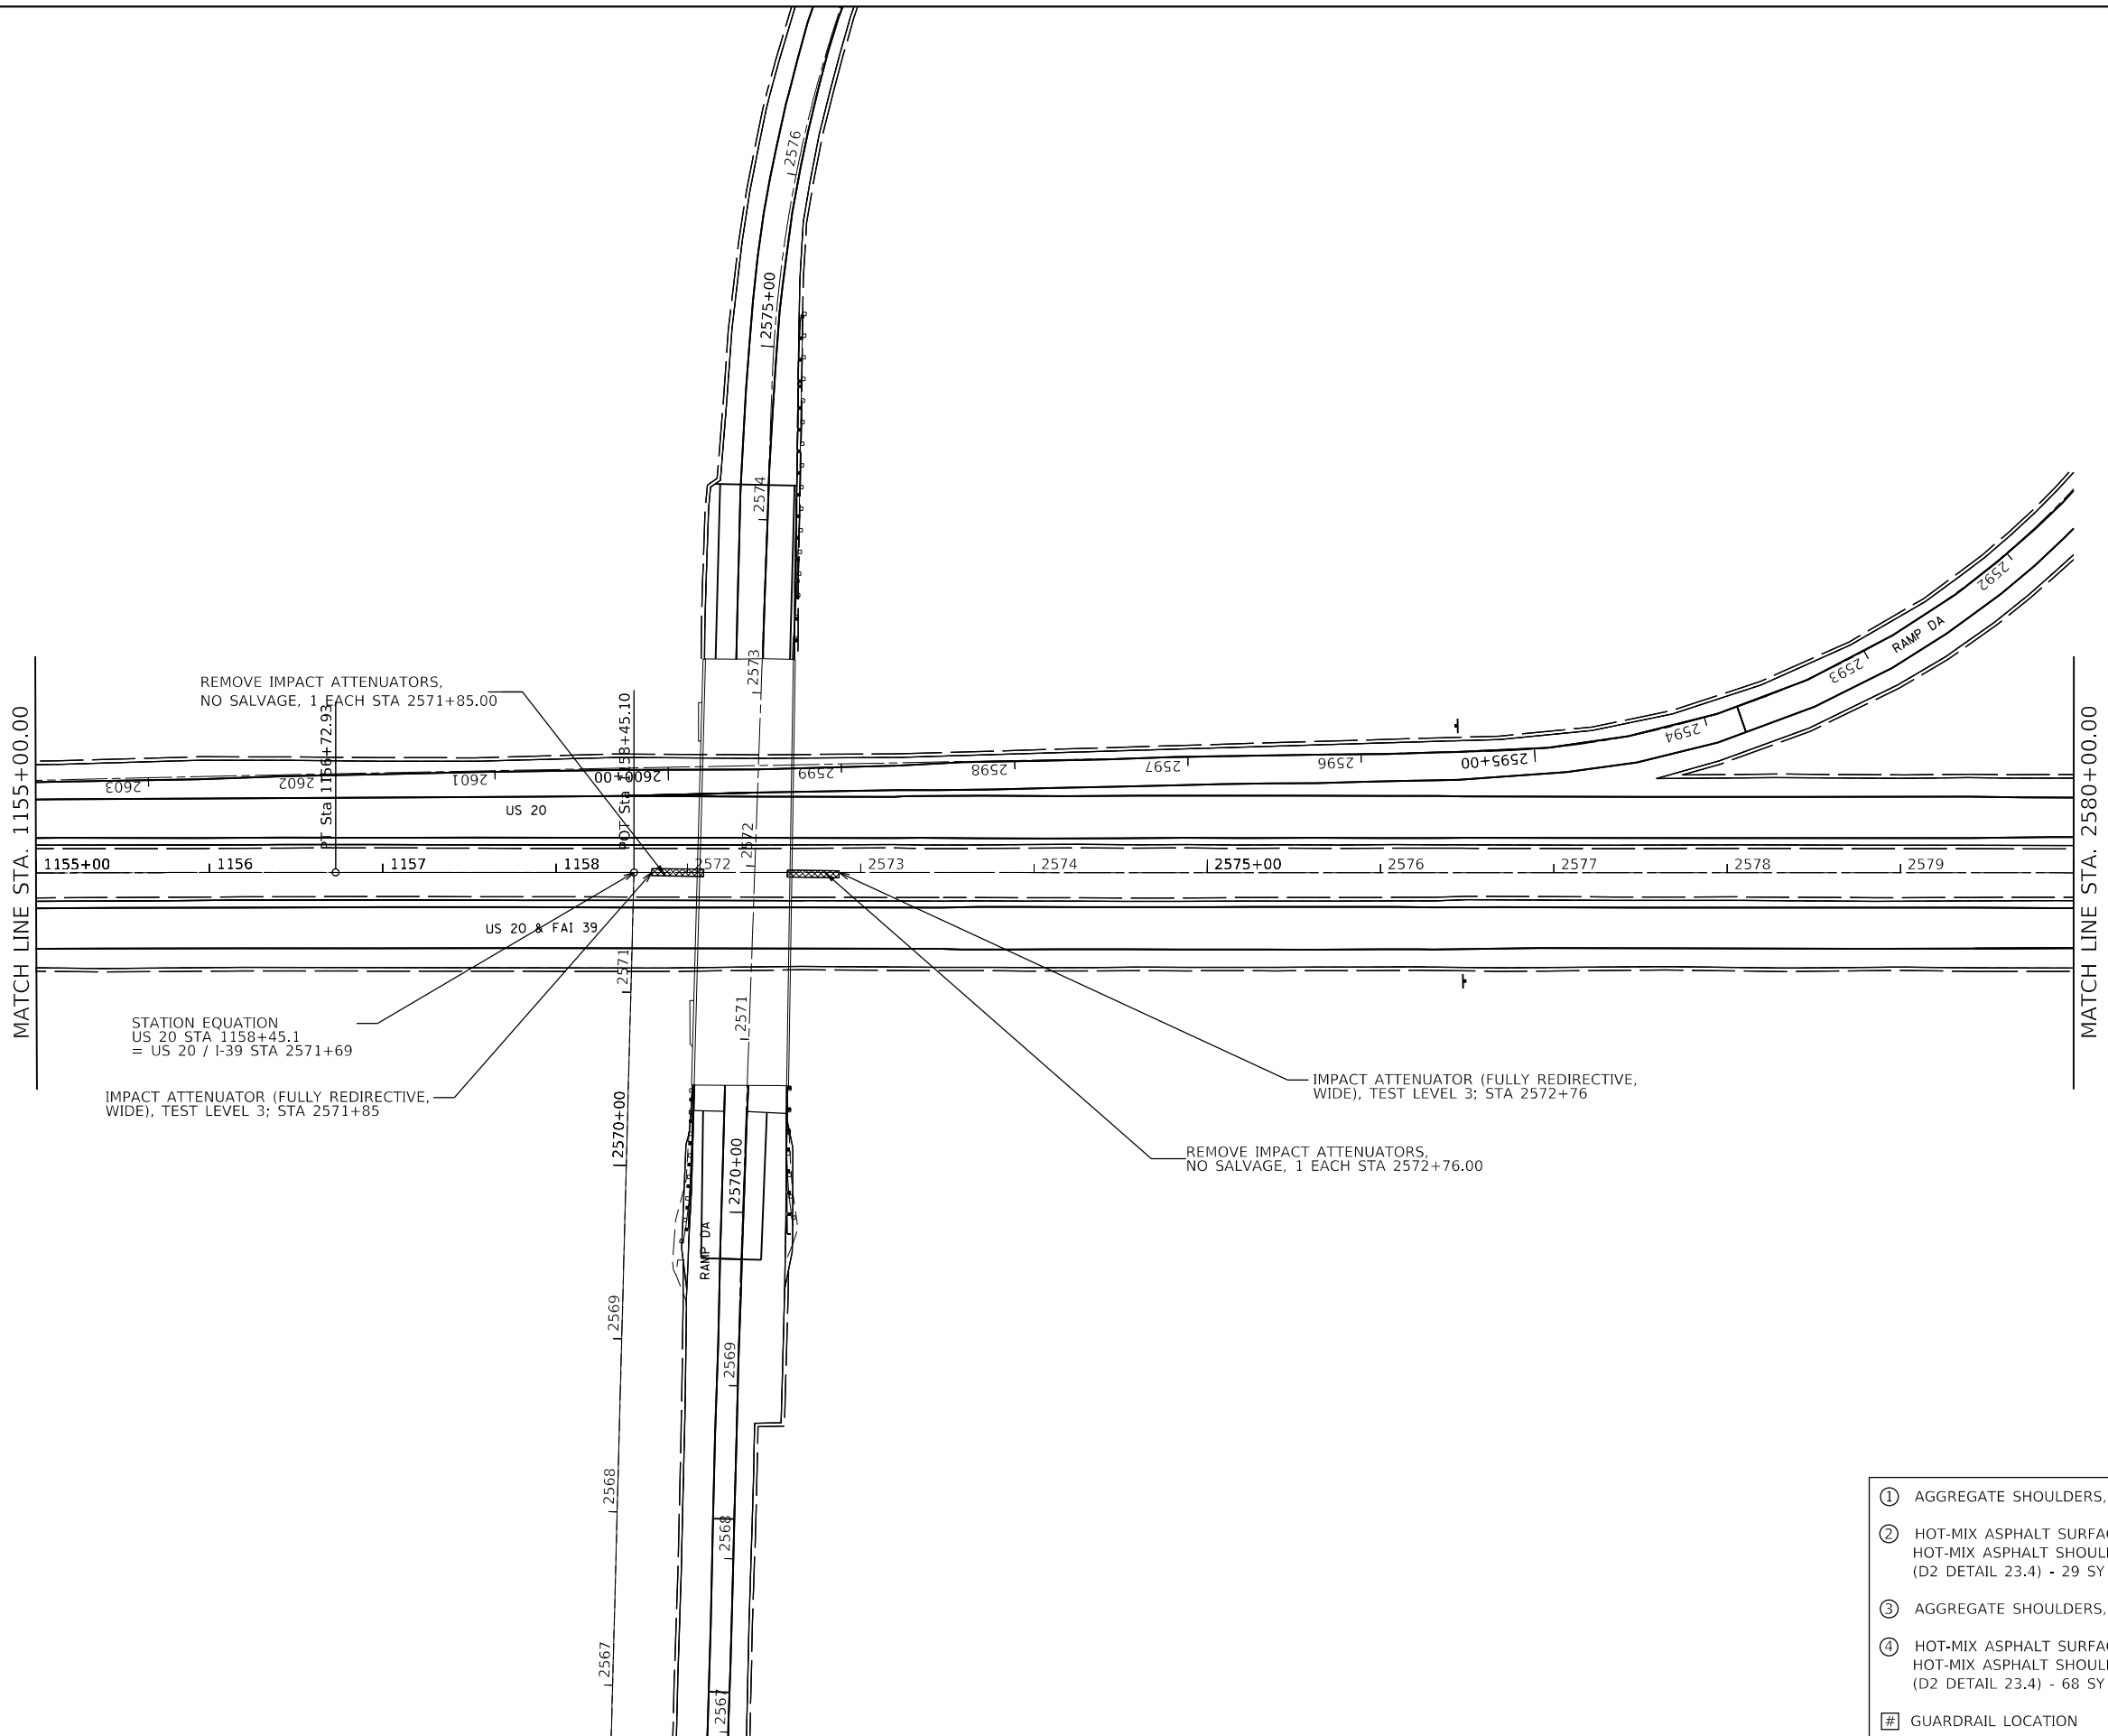 2576
2575+00
2574
2573
2592
RAMP DA
2593
2594
2595+00
2596
2597
2598
2599
2600+00
2601
2602
2603
REMOVE IMPACT ATTENUATORS,
NO SALVAGE, 1 EACH STA 2571+85.00
MATCH LINE STA. 1155+00.00
PT Sta 1156+72.93
POT Sta 1158+45.10
MATCH LINE STA. 2580+00.00
US 20
2572
1155+00
1156
1157
1158
2572
2573
2574
2575+00
2576
2577
2578
2579
US 20 & FAI 39
2571
2571
STATION EQUATION
US 20 STA 1158+45.1
= US 20 / I-39 STA 2571+69
IMPACT ATTENUATOR (FULLY REDIRECTIVE,
WIDE), TEST LEVEL 3; STA 2571+85
IMPACT ATTENUATOR (FULLY REDIRECTIVE,
WIDE), TEST LEVEL 3; STA 2572+76
REMOVE IMPACT ATTENUATORS,
NO SALVAGE, 1 EACH STA 2572+76.00
2570+00
2570+00
RAMP DA
2569
2569
2568
2568
2567
2567
① AGGREGATE SHOULDERS,
② HOT-MIX ASPHALT SURFA
HOT-MIX ASPHALT SHOUL
(D2 DETAIL 23.4) - 29 SY
③ AGGREGATE SHOULDERS,
④ HOT-MIX ASPHALT SURFA
HOT-MIX ASPHALT SHOUL
(D2 DETAIL 23.4) - 68 SY
# GUARDRAIL LOCATION